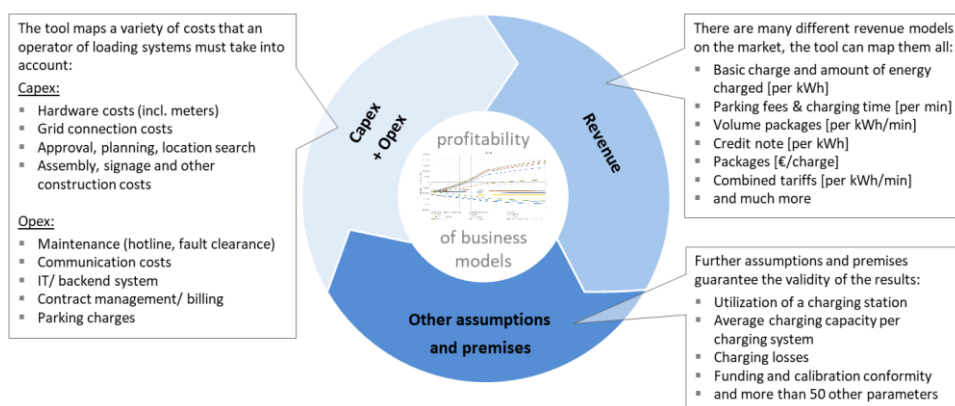 The tool maps a variety of costs that an
operator of loading systems must take into
account:
Capex:
▪ Hardware costs (incl. meters)
▪ Grid connection costs
▪ Approval, planning, location search
▪ Assembly, signage and other
construction costs
Opex:
▪ Maintenance (hotline, fault clearance)
▪ Communication costs
▪ IT/ backend system
▪ Contract management/ billing
▪ Parking charges
Capex
+ Opex
profitability
of business
models
Revenue
Other assumptions
and premises
There are many different revenue models
on the market, the tool can map them all:
▪ Basic charge and amount of energy
charged [per kWh]
▪ Parking fees & charging time [per min]
▪ Volume packages [per kWh/min]
▪ Credit note [per kWh]
▪ Packages [€/charge]
▪ Combined tariffs [per kWh/min]
▪ and much more
Further assumptions and premises
guarantee the validity of the results:
▪ Utilization of a charging station
▪ Average charging capacity per
charging system
▪ Charging losses
▪ Funding and calibration conformity
▪ and more than 50 other parameters